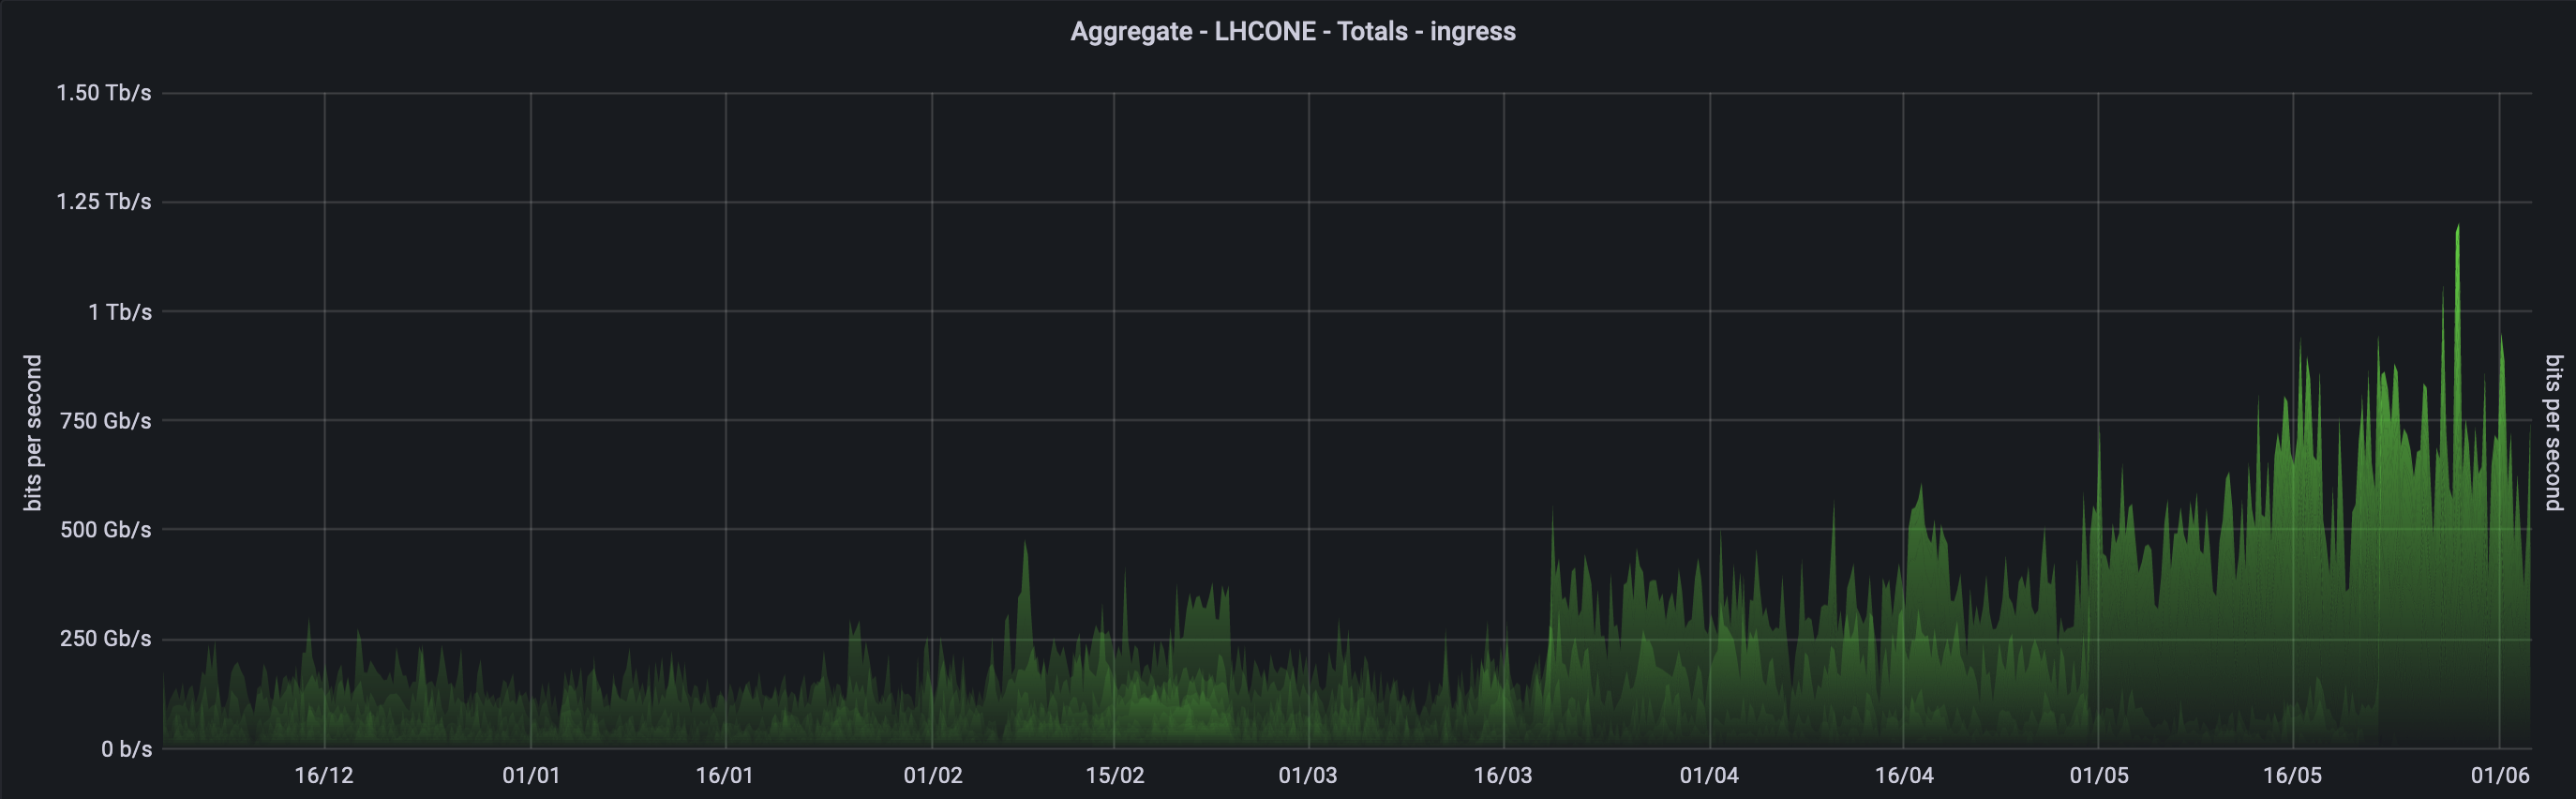 Aggregate - LHCONE - Totals - ingress
1.50 Tb/s
1.25 Tb/s
1 Tb/s
750 Gb/s
500 Gb/s
250 Gb/s
0 b/s
bits per second
bits per second
16/12 01/01 16/01 01/02 15/02 01/03 16/03 01/04 16/04 01/05 16/05 01/06